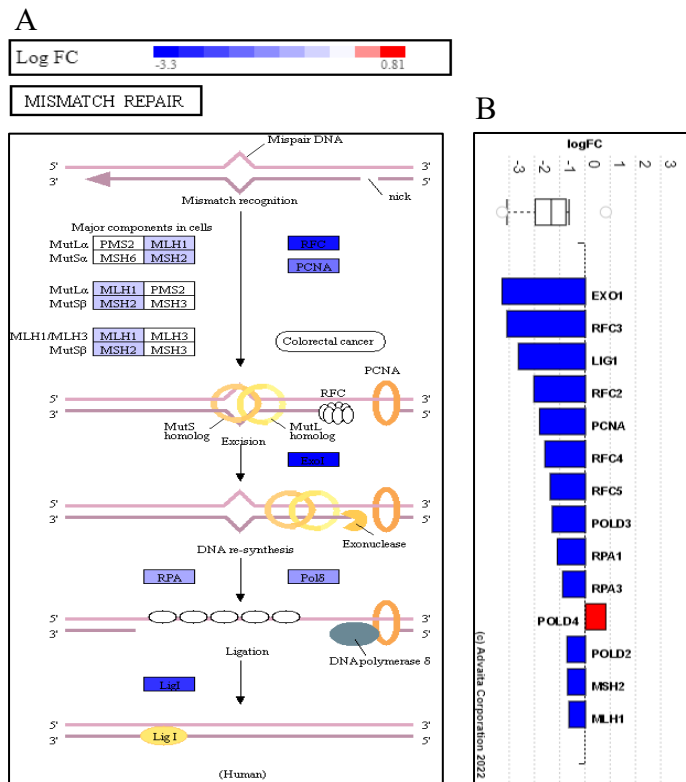 A
Log FC
-3.3
0.81
MISMATCH REPAIR
Mispair DNA
5'
3'
3'
5'
nick
Mismatch recognition
Major components in cells
MutLα PMS2 MLH1
MutSα MSH6 MSH2
RFC
PCNA
MutLα MLH1 PMS2
MutSβ MSH2 MSH3
MLH1/MLH3 MLH1 MLH3
MutSβ MSH2 MSH3
Colorectal cancer
PCNA
RFC
5'
3'
3'
5'
MutS homolog
MutL homolog
Excision
ExoI
5'
3'
3'
5'
Exonuclease
DNA re-synthesis
RPA
Polδ
5'
3'
3'
5'
DNA polymerase δ
Ligation
LigI
5'
3'
3'
5'
Lig I
(Human)
B
logFC
-3
-2
-1
0
1
2
3
EXO1
RFC3
LIG1
RFC2
PCNA
RFC4
RFC5
POLD3
RPA1
RPA3
POLD4
POLD2
MSH2
MLH1
(c) Advaita Corporation 2022